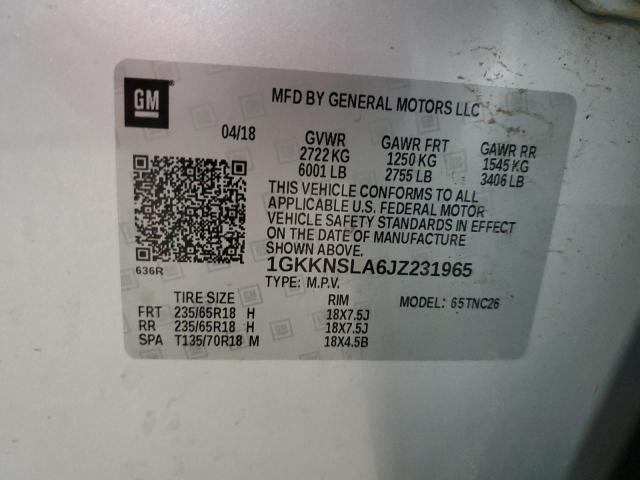 GM
MFD BY GENERAL MOTORS LLC
04/18 GVWR GAWR FRT GAWR RR
2722 KG 1250 KG 1545 KG
6001 LB 2755 LB 3406 LB
THIS VEHICLE CONFORMS TO ALL
APPLICABLE U.S. FEDERAL MOTOR
VEHICLE SAFETY STANDARDS IN EFFECT
ON THE DATE OF MANUFACTURE
SHOWN ABOVE.
636R
1GKKNSLA6JZ231965
TYPE: M.P.V.
TIRE SIZE RIM MODEL: 65TNC26
FRT 235/65R18 H 18X7.5J
RR 235/65R18 H 18X7.5J
SPA T135/70R18 M 18X4.5B